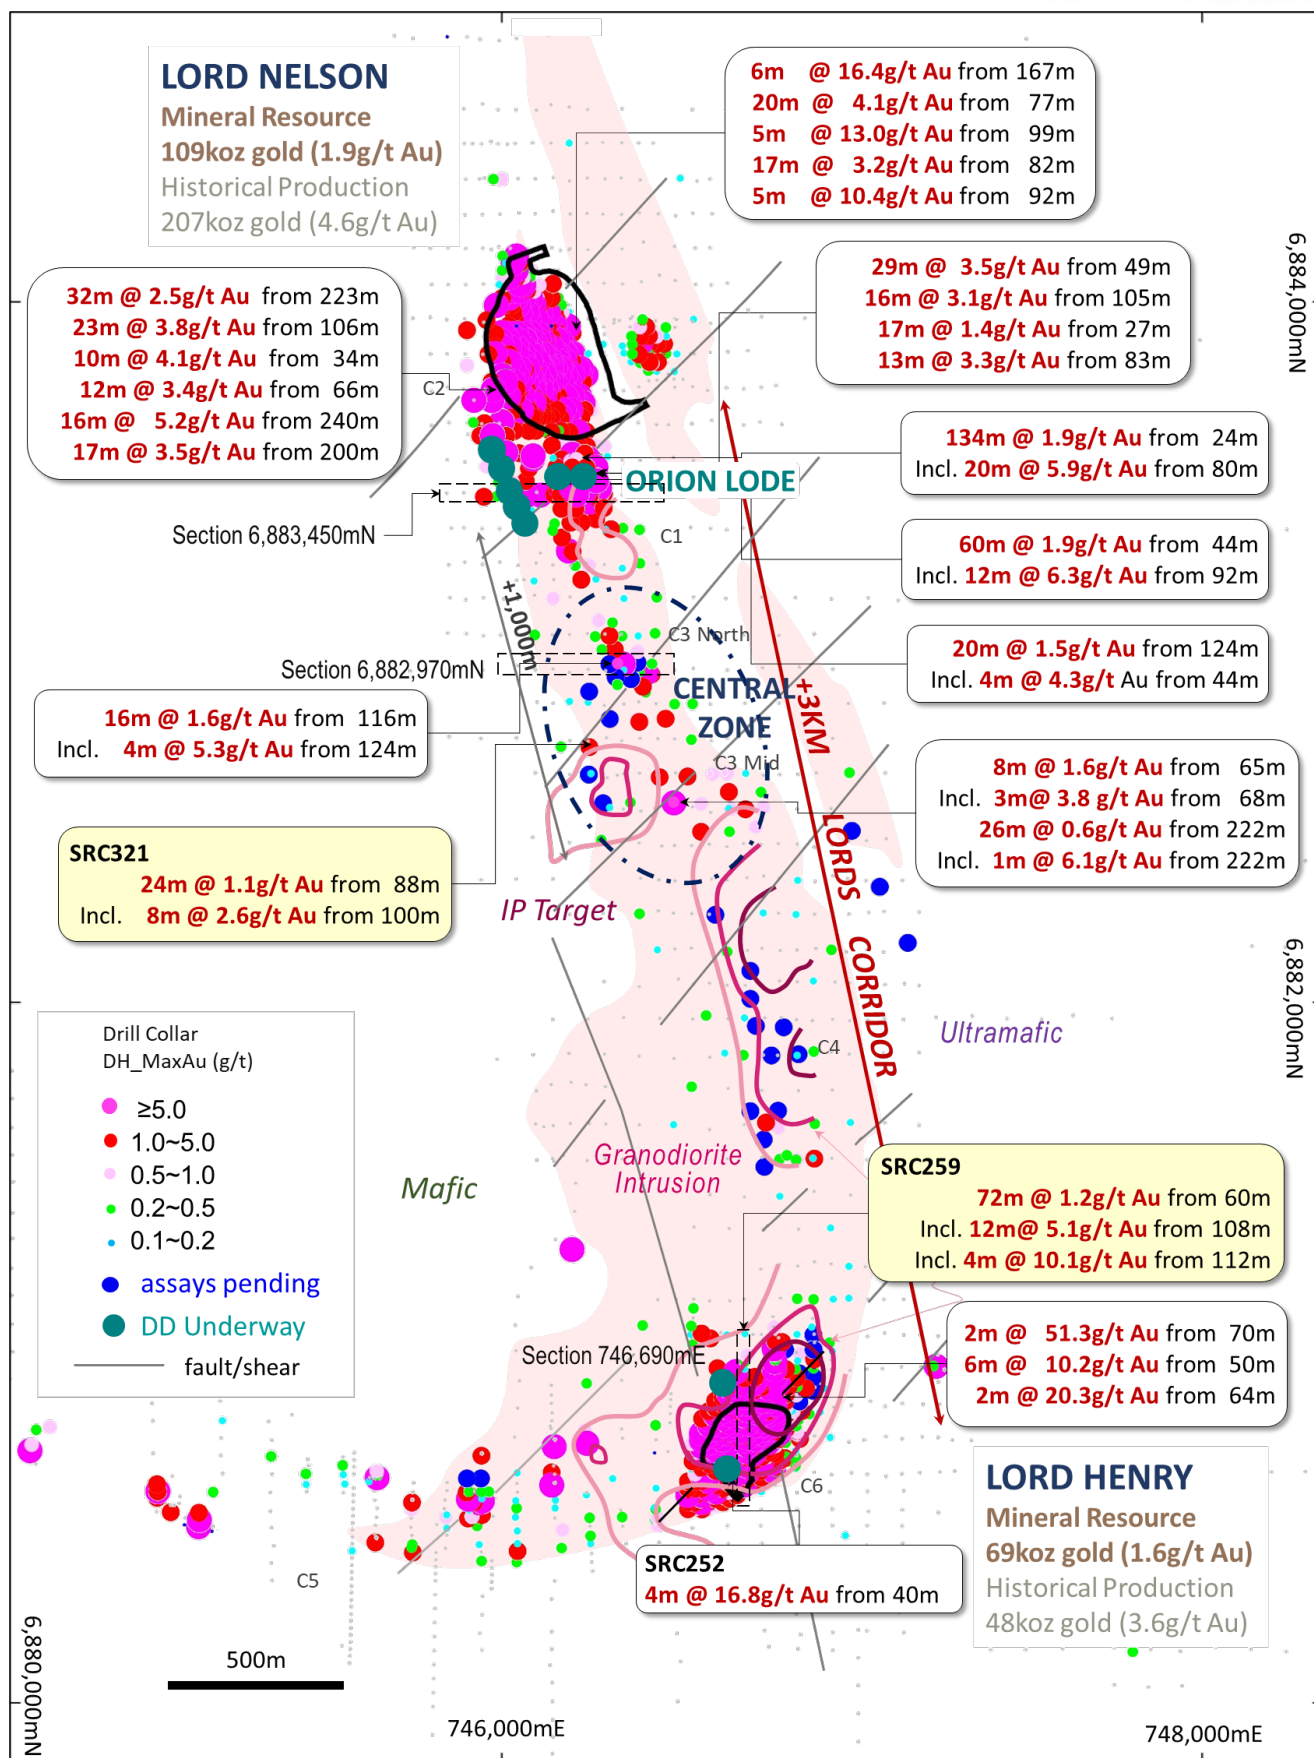 LORD NELSON
Mineral Resource
109koz gold (1.9g/t Au)
Historical Production
207koz gold (4.6g/t Au)
6m @ 16.4g/t Au from 167m
20m @ 4.1g/t Au from 77m
5m @ 13.0g/t Au from 99m
17m @ 3.2g/t Au from 82m
5m @ 10.4g/t Au from 92m
6,884,000mN
29m @ 3.5g/t Au from 49m
16m @ 3.1g/t Au from 105m
17m @ 1.4g/t Au from 27m
13m @ 3.3g/t Au from 83m
32m @ 2.5g/t Au from 223m
23m @ 3.8g/t Au from 106m
10m @ 4.1g/t Au from 34m
12m @ 3.4g/t Au from 66m
16m @ 5.2g/t Au from 240m
17m @ 3.5g/t Au from 200m
C2
134m @ 1.9g/t Au from 24m
Incl. 20m @ 5.9g/t Au from 80m
ORION LODE
Section 6,883,450mN
C1
60m @ 1.9g/t Au from 44m
Incl. 12m @ 6.3g/t Au from 92m
+1,000m
C3 North
20m @ 1.5g/t Au from 124m
Incl. 4m @ 4.3g/t Au from 44m
Section 6,882,970mN
CENTRAL
ZONE
16m @ 1.6g/t Au from 116m
Incl. 4m @ 5.3g/t Au from 124m
C3 Mid
+3KM LORDS CORRIDOR
8m @ 1.6g/t Au from 65m
Incl. 3m@ 3.8 g/t Au from 68m
26m @ 0.6g/t Au from 222m
Incl. 1m @ 6.1g/t Au from 222m
SRC321
24m @ 1.1g/t Au from 88m
Incl. 8m @ 2.6g/t Au from 100m
IP Target
6,882,000mN
Ultramafic
C4
Drill Collar
DH_MaxAu (g/t)
≥5.0
1.0~5.0
0.5~1.0
0.2~0.5
0.1~0.2
assays pending
DD Underway
fault/shear
Mafic
Granodiorite
Intrusion
SRC259
72m @ 1.2g/t Au from 60m
Incl. 12m@ 5.1g/t Au from 108m
Incl. 4m @ 10.1g/t Au from 112m
Section 746,690mE
2m @ 51.3g/t Au from 70m
6m @ 10.2g/t Au from 50m
2m @ 20.3g/t Au from 64m
C6
LORD HENRY
Mineral Resource
69koz gold (1.6g/t Au)
Historical Production
48koz gold (3.6g/t Au)
SRC252
4m @ 16.8g/t Au from 40m
C5
6,880,000mN
500m
746,000mE
748,000mE